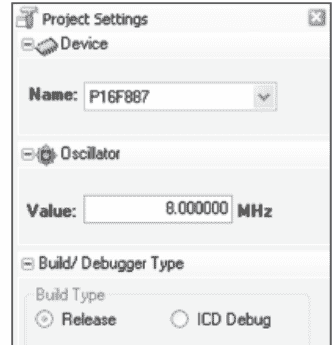 Project Settings
Device
Name: P16F887
Oscillator
Value: 8.000000 MHz
Build/ Debugger Type
Build Type
Release ICD Debug